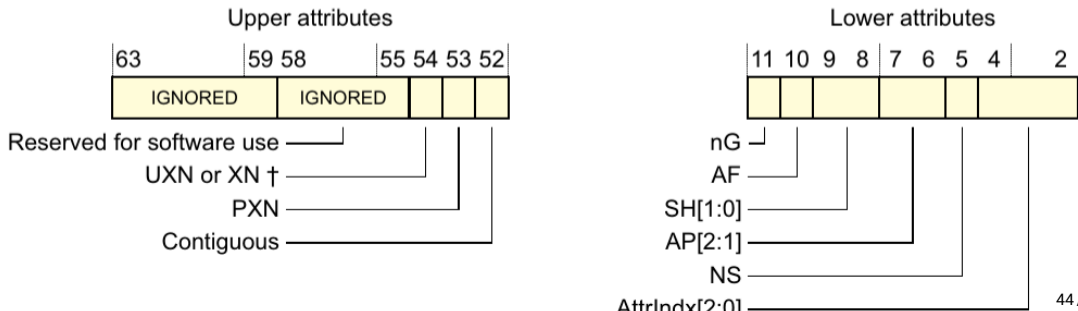 Upper attributes
63 59 58 55 54 53 52
IGNORED IGNORED
Reserved for software use
UXN or XN †
PXN
Contiguous
Lower attributes
11 10 9 8 7 6 5 4 2
nG
AF
SH[1:0]
AP[2:1]
NS
AttrIndx[2:0]
44